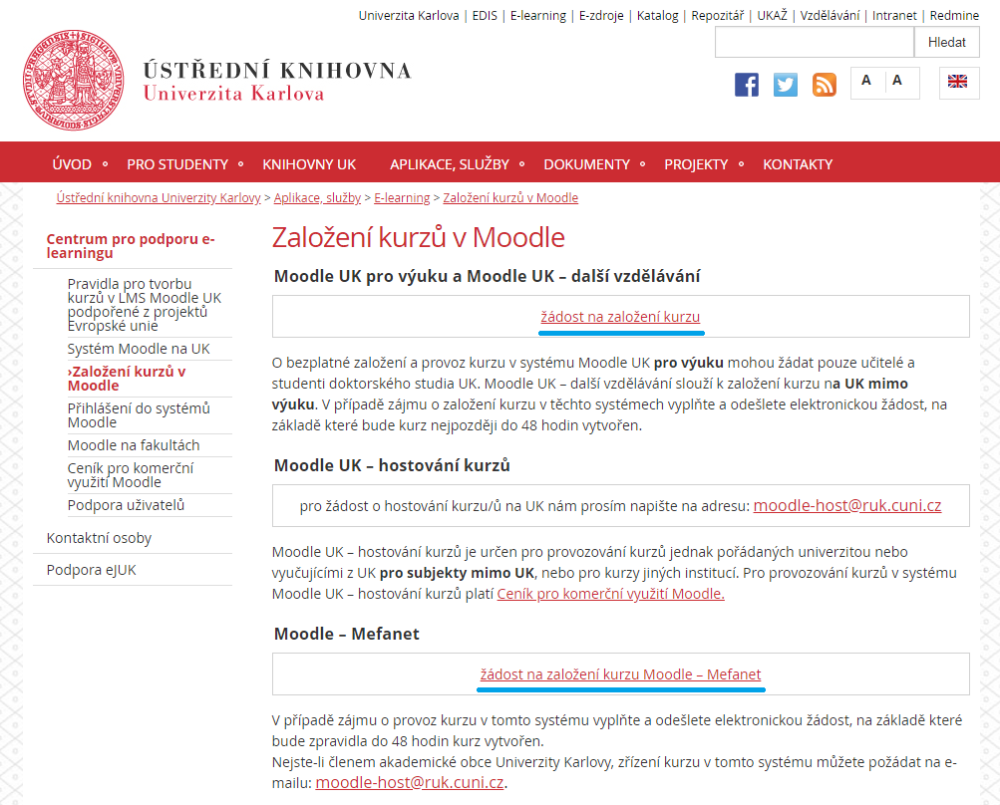 Univerzita Karlova | EDIS | E-learning | E-zdroje | Katalog | Repozitář | UKAŽ | Vzdělávání | Intranet | Redmine
Hledat
ÚSTŘEDNÍ KNIHOVNA
Univerzita Karlova
A A
ÚVOD PRO STUDENTY KNIHOVNY UK APLIKACE, SLUŽBY DOKUMENTY PROJEKTY KONTAKTY
Ústřední knihovna Univerzity Karlovy > Aplikace, služby > E-learning > Založení kurzů v Moodle
Centrum pro podporu e-
learningu
Pravidla pro tvorbu
kurzů v LMS Moodle UK
podpořené z projektů
Evropské unie
Systém Moodle na UK
›Založení kurzů v
Moodle
Přihlášení do systémů
Moodle
Moodle na fakultách
Ceník pro komerční
využití Moodle
Podpora uživatelů
Kontaktní osoby
Podpora eJUK
Založení kurzů v Moodle
Moodle UK pro výuku a Moodle UK – další vzdělávání
žádost na založení kurzu
O bezplatné založení a provoz kurzu v systému Moodle UK pro výuku mohou žádat pouze učitelé a
studenti doktorského studia UK. Moodle UK – další vzdělávání slouží k založení kurzu na UK mimo
výuku. V případě zájmu o založení kurzu v těchto systémech vyplňte a odešlete elektronickou žádost, na
základě které bude kurz nejpozději do 48 hodin vytvořen.
Moodle UK – hostování kurzů
pro žádost o hostování kurzu/ů na UK nám prosím napište na adresu: moodle-host@ruk.cuni.cz
Moodle UK – hostování kurzů je určen pro provozování kurzů jednak pořádaných univerzitou nebo
vyučujícími z UK pro subjekty mimo UK, nebo pro kurzy jiných institucí. Pro provozování kurzů v systému
Moodle UK – hostování kurzů platí Ceník pro komerční využití Moodle.
Moodle – Mefanet
žádost na založení kurzu Moodle – Mefanet
V případě zájmu o provoz kurzu v tomto systému vyplňte a odešlete elektronickou žádost, na základě které
bude zpravidla do 48 hodin kurz vytvořen.
Nejste-li členem akademické obce Univerzity Karlovy, zřízení kurzu v tomto systému můžete požádat na e-
mailu: moodle-host@ruk.cuni.cz.